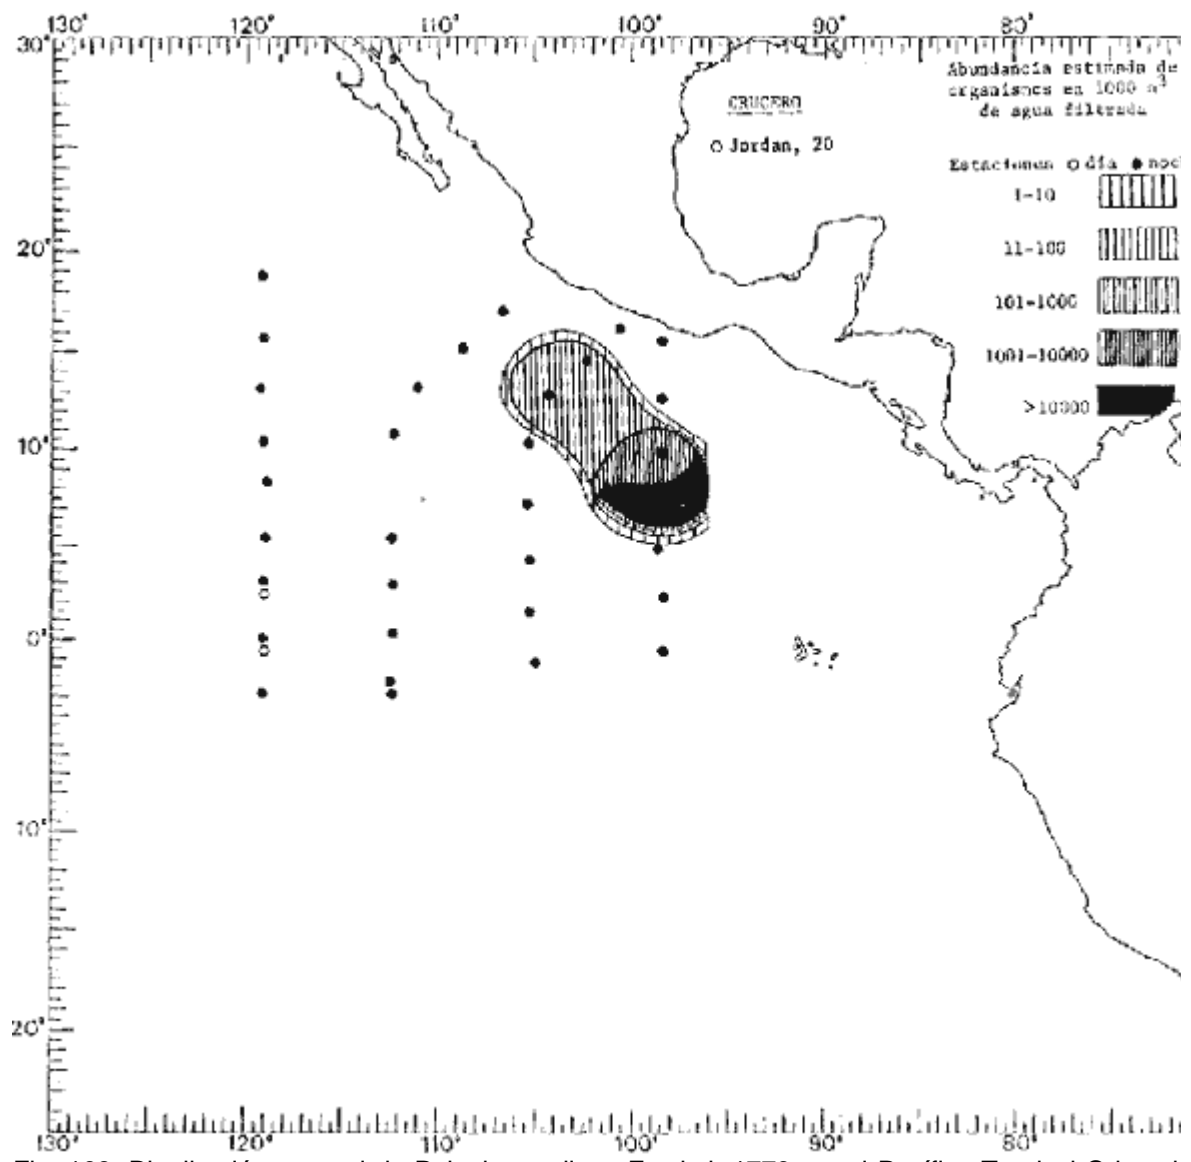 130° 120° 110° 100° 90° 80°
30°
Abundancia estimada de
organismos en 1000 m³
de agua filtrada
CRUCERO
O Jordan, 20
Estaciones o día ● noc
1-10
11-100
101-1000
1001-10000
>10000
20°
10°
0°
10°
20°
130° 120° 110° 100° 90° 80°